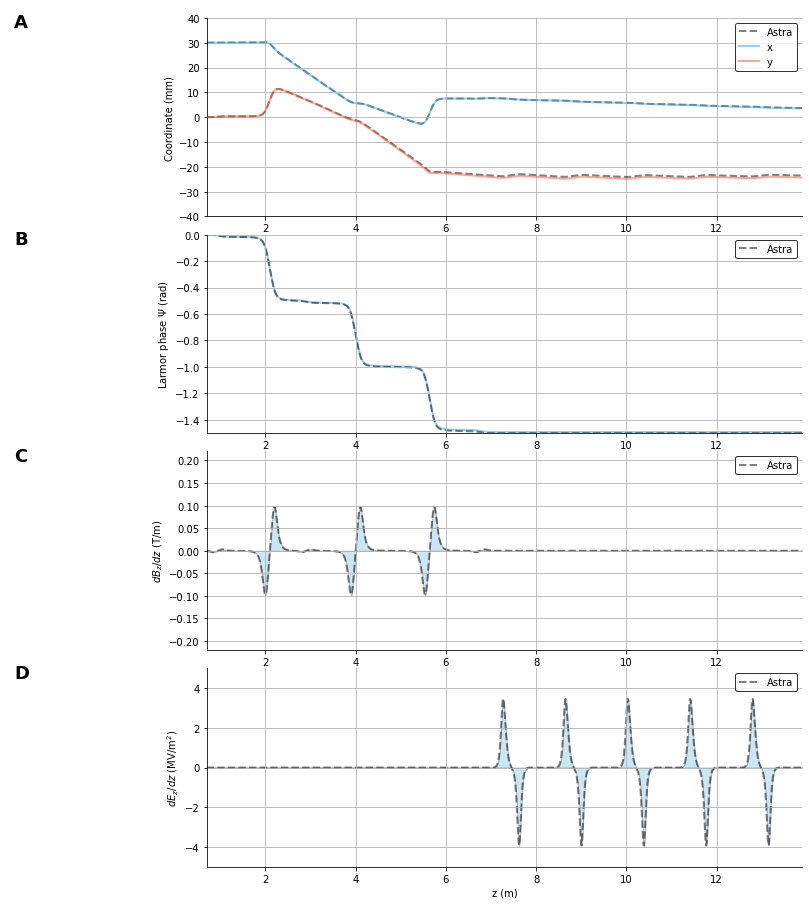 A
40
30
20
10
0
−10
−20
−30
−40
Coordinate (mm)
Astra
x
y
2 4 6 8 10 12
B
0.0
−0.2
−0.4
−0.6
−0.8
−1.0
−1.2
−1.4
Larmor phase Ψ (rad)
Astra
2 4 6 8 10 12
C
0.20
0.15
0.10
0.05
0.00
−0.05
−0.10
−0.15
−0.20
dBz/dz (T/m)
Astra
2 4 6 8 10 12
D
4
2
0
−2
−4
dEz/dz (MV/m²)
Astra
2 4 6 8 10 12
z (m)